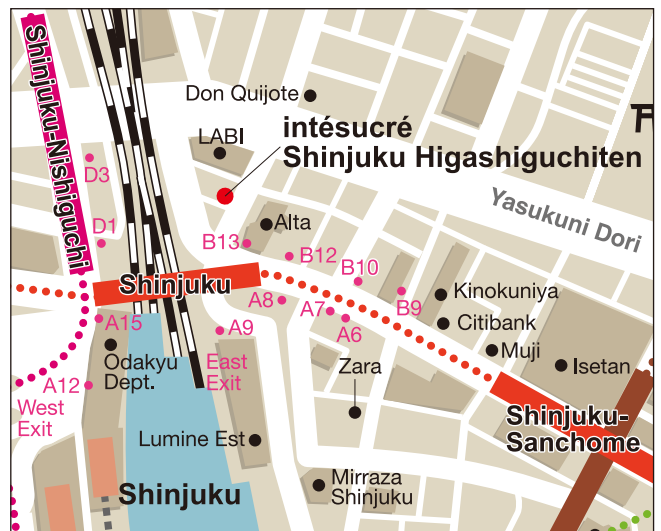 Shinjuku-Nishiguchi
Don Quijote
LABI
intésucré
Shinjuku Higashiguchiten
Yasukuni Dori
D3
D1
Alta
B13
B12
B10
B9
Shinjuku
Kinokuniya
Citibank
Muji
Isetan
A8
A7
A6
A9
A15
Odakyu
Dept.
East
Exit
A12
West
Exit
Zara
Shinjuku-
Sanchome
Lumine Est
Shinjuku
Mirraza
Shinjuku